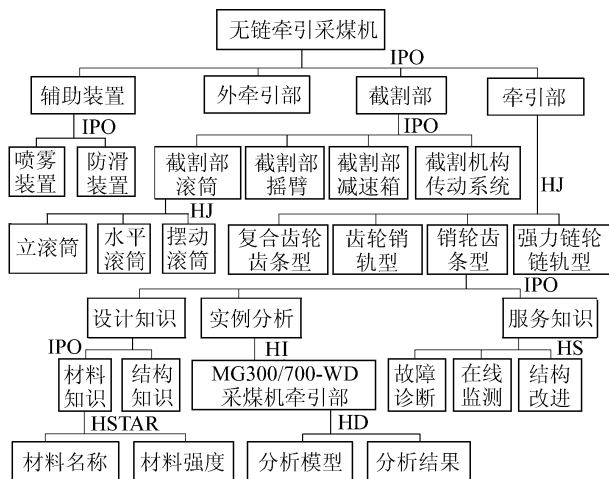 无链牵引采煤机
IPO
辅助装置
外牵引部
截割部
牵引部
IPO
IPO
喷雾
装置
防滑
装置
截割部
滚筒
截割部
摇臂
截割部
减速箱
截割机构
传动系统
HJ
HJ
立滚筒
水平
滚筒
摆动
滚筒
复合齿轮
齿条型
齿轮销
轨型
销轮齿
条型
强力链轮
链轨型
IPO
设计知识
实例分析
服务知识
IPO
HI
HS
材料
知识
结构
知识
MG300/700-WD
采煤机牵引部
故障
诊断
在线
监测
结构
改进
HSTAR
HD
材料名称
材料强度
分析模型
分析结果